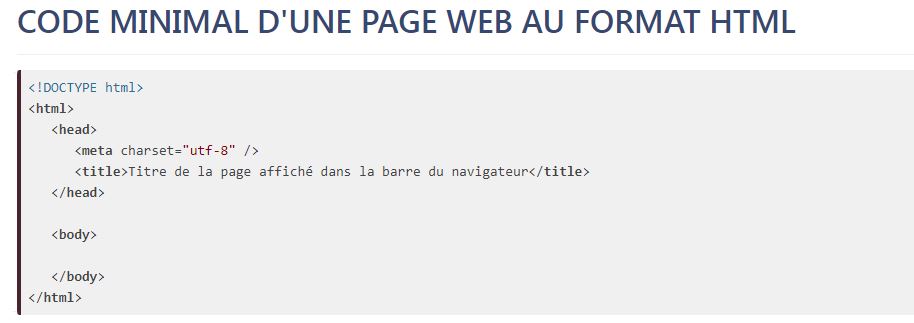 CODE MINIMAL D'UNE PAGE WEB AU FORMAT HTML
<!DOCTYPE html>
<html>
<head>
<meta charset="utf-8" />
<title>Titre de la page affiché dans la barre du navigateur</title>
</head>
<body>
</body>
</html>